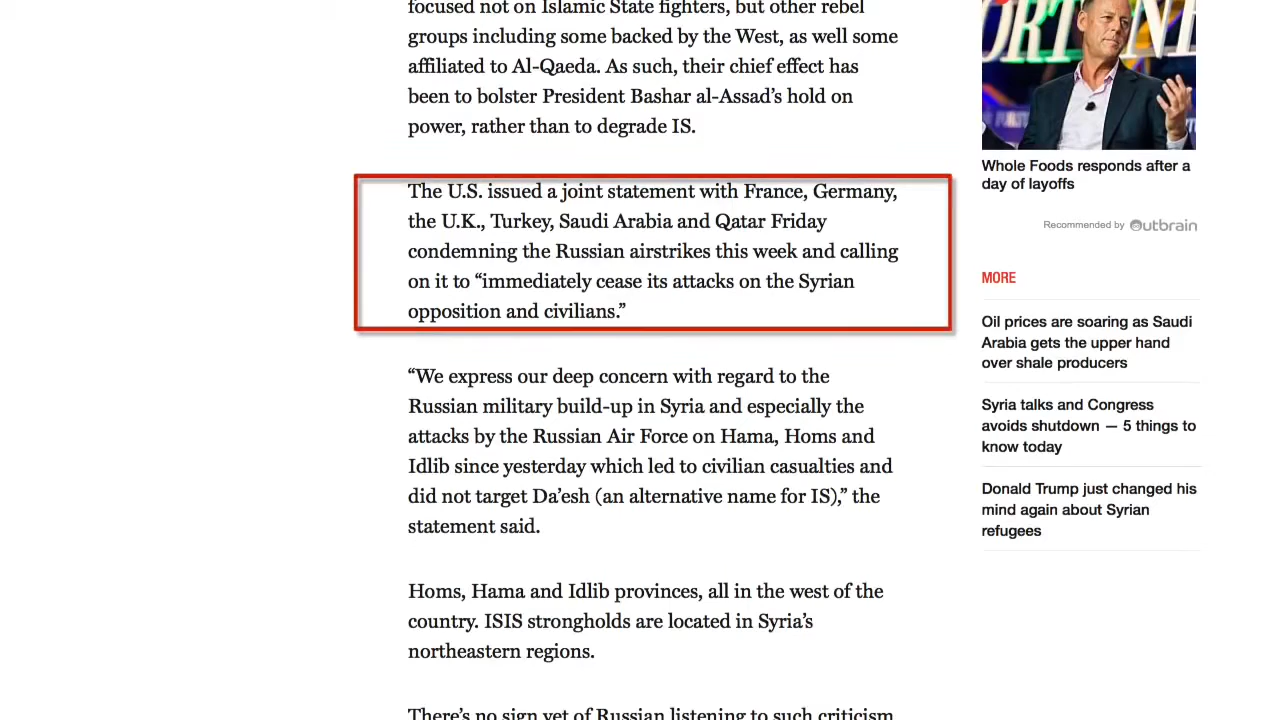 focused not on Islamic State fighters, but other rebel
groups including some backed by the West, as well some
affiliated to Al-Qaeda. As such, their chief effect has
been to bolster President Bashar al-Assad’s hold on
power, rather than to degrade IS.
The U.S. issued a joint statement with France, Germany,
the U.K., Turkey, Saudi Arabia and Qatar Friday
condemning the Russian airstrikes this week and calling
on it to “immediately cease its attacks on the Syrian
opposition and civilians.”
“We express our deep concern with regard to the
Russian military build-up in Syria and especially the
attacks by the Russian Air Force on Hama, Homs and
Idlib since yesterday which led to civilian casualties and
did not target Da’esh (an alternative name for IS),” the
statement said.
Homs, Hama and Idlib provinces, all in the west of the
country. ISIS strongholds are located in Syria’s
northeastern regions.
There’s no sign yet of Russian listening to such criticism
Whole Foods responds after a
day of layoffs
Recommended by Outbrain
MORE
Oil prices are soaring as Saudi
Arabia gets the upper hand
over shale producers
Syria talks and Congress
avoids shutdown — 5 things to
know today
Donald Trump just changed his
mind again about Syrian
refugees